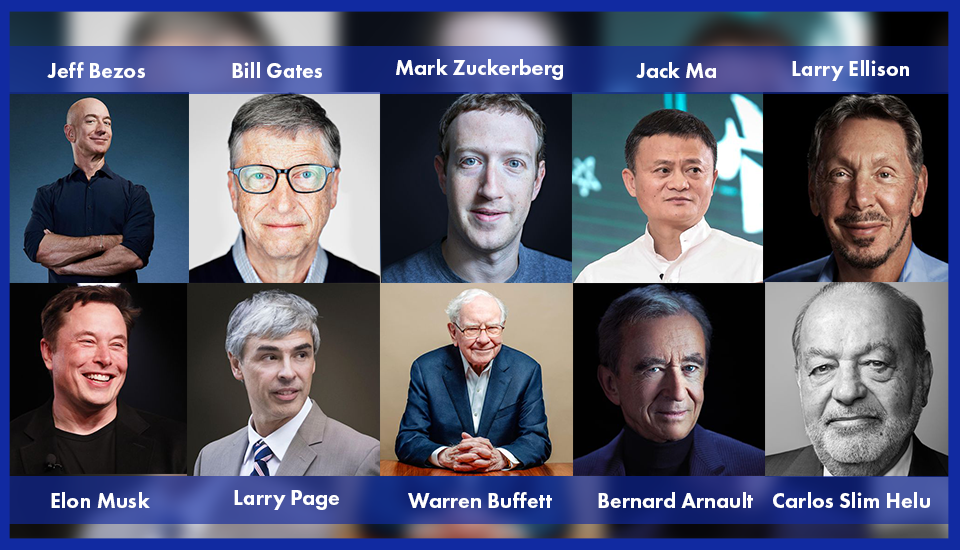 Jeff Bezos
Bill Gates
Mark Zuckerberg
Jack Ma
Larry Ellison
Elon Musk
Larry Page
Warren Buffett
Bernard Arnault
Carlos Slim Helu